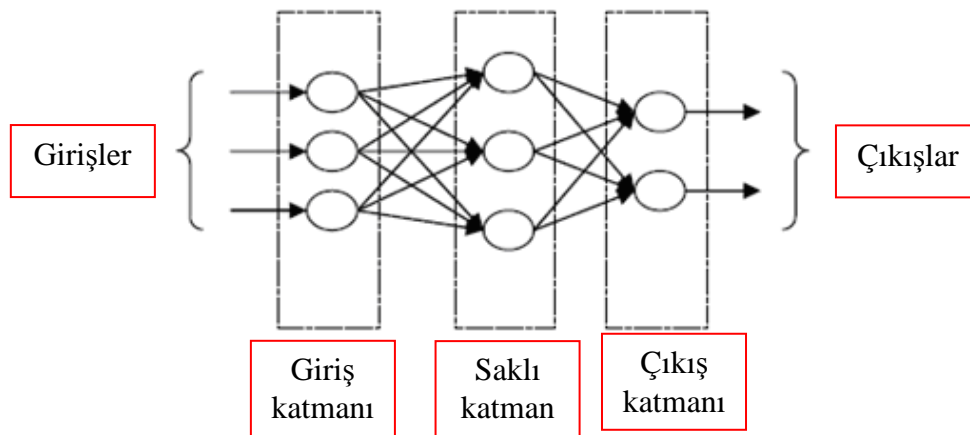 Girişler
Çıkışlar
Giriş
katmanı
Saklı
katman
Çıkış
katmanı